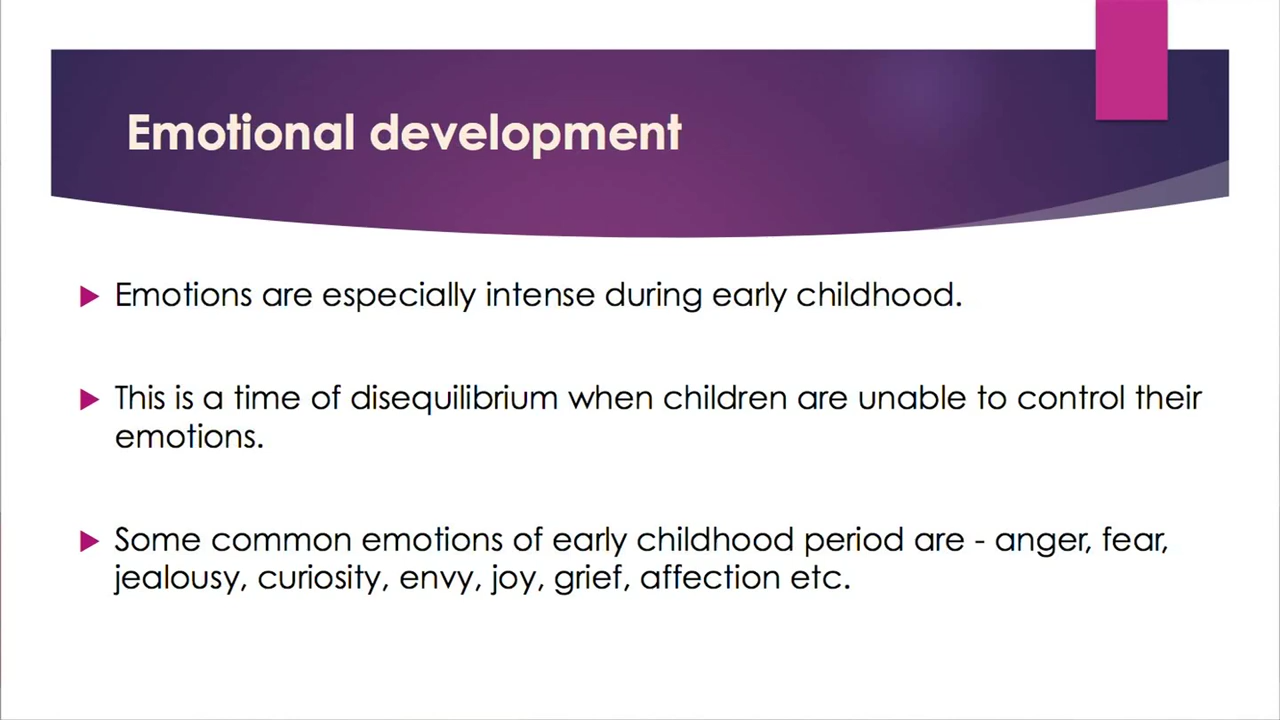 Emotional development
Emotions are especially intense during early childhood.
This is a time of disequilibrium when children are unable to control their
emotions.
Some common emotions of early childhood period are - anger, fear,
jealousy, curiosity, envy, joy, grief, affection etc.